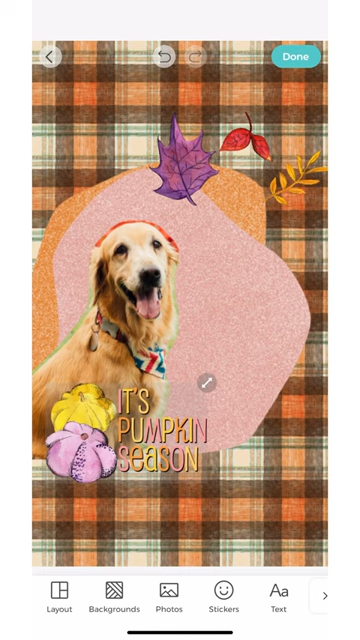 Done
IT'S
PUMPKIN
SEASON
Layout
Backgrounds
Photos
Stickers
Aa
Text